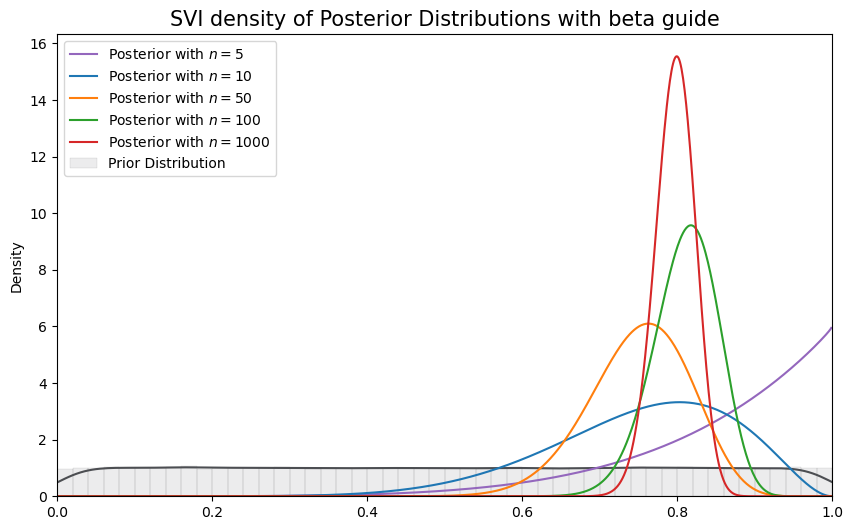 SVI density of Posterior Distributions with beta guide
Posterior with n = 5
Posterior with n = 10
Posterior with n = 50
Posterior with n = 100
Posterior with n = 1000
Prior Distribution
Density
16
14
12
10
8
6
4
2
0
0.0 0.2 0.4 0.6 0.8 1.0